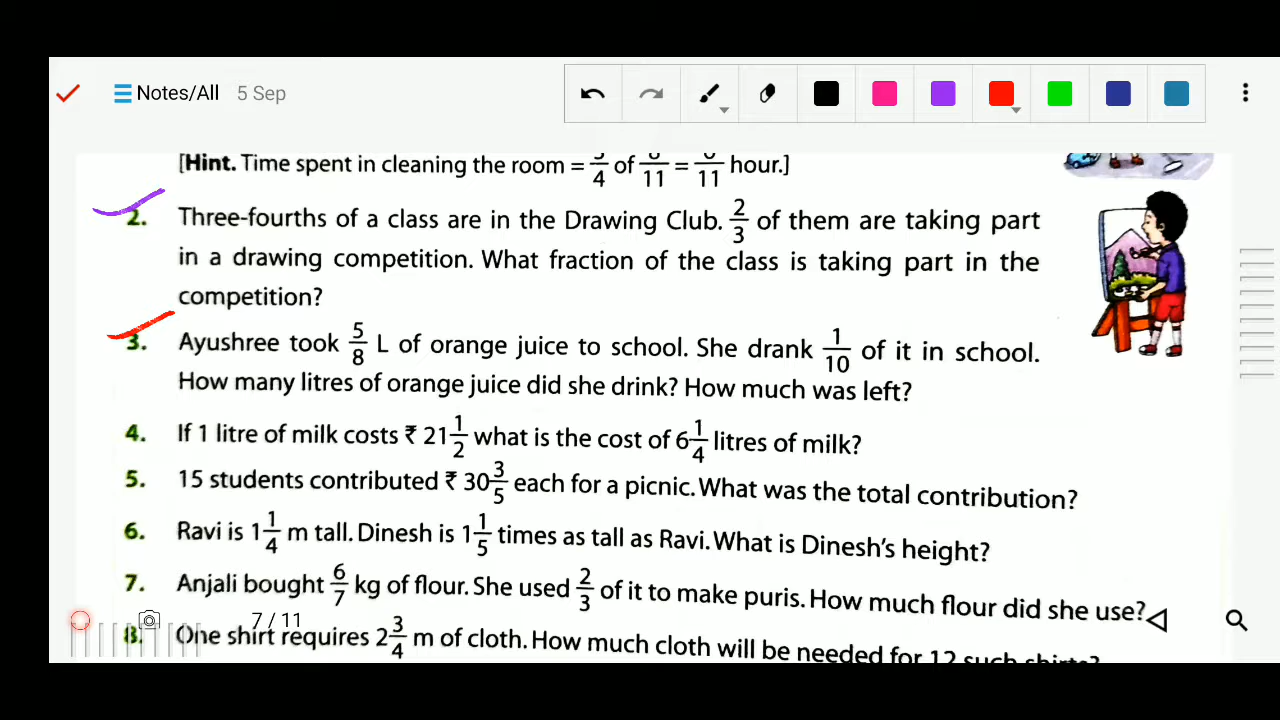 Notes/All 5 Sep
[Hint. Time spent in cleaning the room = 3/4 of 8/11 = 6/11 hour.]
2. Three-fourths of a class are in the Drawing Club. 2/3 of them are taking part
in a drawing competition. What fraction of the class is taking part in the
competition?
3. Ayushree took 5/8 L of orange juice to school. She drank 1/10 of it in school.
How many litres of orange juice did she drink? How much was left?
4. If 1 litre of milk costs ₹ 21 1/2 what is the cost of 6 1/4 litres of milk?
5. 15 students contributed ₹ 30 3/5 each for a picnic. What was the total contribution?
6. Ravi is 1 1/4 m tall. Dinesh is 1 1/5 times as tall as Ravi. What is Dinesh's height?
7. Anjali bought 6/7 kg of flour. She used 2/3 of it to make puris. How much flour did she use?
7 / 11
8. One shirt requires 2 3/4 m of cloth. How much cloth will be needed for 12 such shirts?